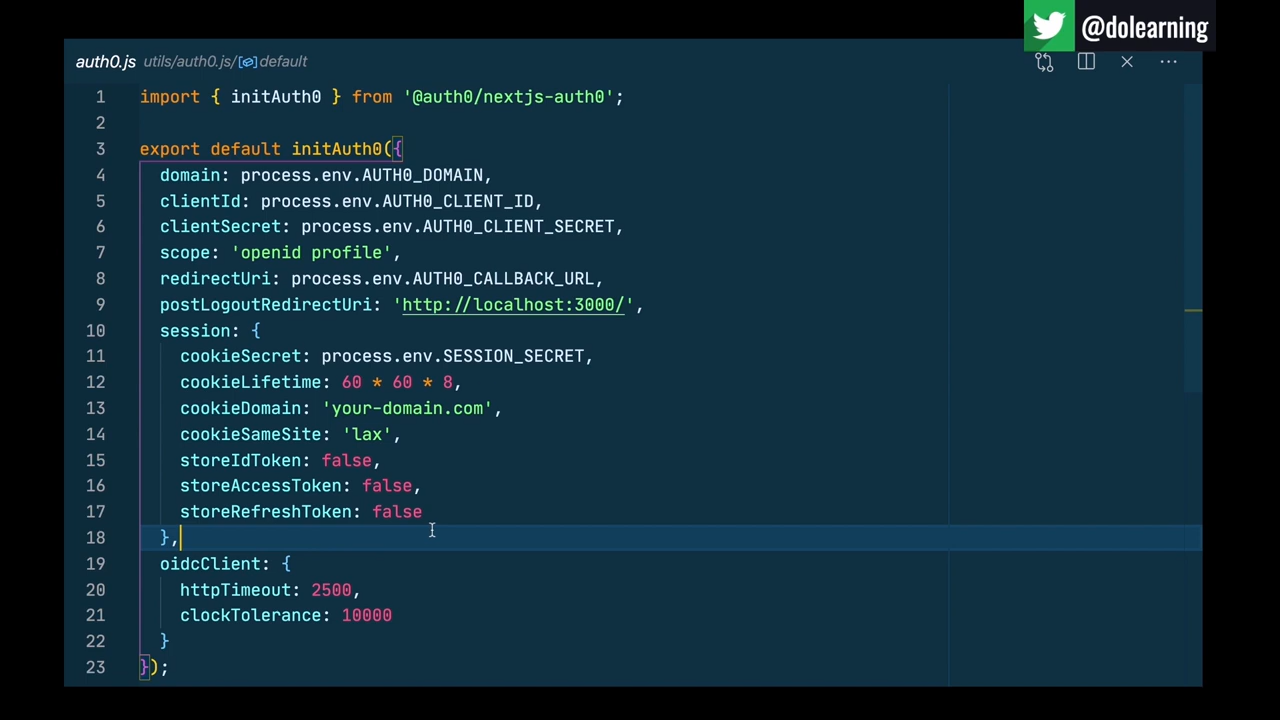 @dolearning
auth0.js utils/auth0.js/[]default
1 import { initAuth0 } from '@auth0/nextjs-auth0';
2
3 export default initAuth0({
4 domain: process.env.AUTH0_DOMAIN,
5 clientId: process.env.AUTH0_CLIENT_ID,
6 clientSecret: process.env.AUTH0_CLIENT_SECRET,
7 scope: 'openid profile',
8 redirectUri: process.env.AUTH0_CALLBACK_URL,
9 postLogoutRedirectUri: 'http://localhost:3000/',
10 session: {
11 cookieSecret: process.env.SESSION_SECRET,
12 cookieLifetime: 60 * 60 * 8,
13 cookieDomain: 'your-domain.com',
14 cookieSameSite: 'lax',
15 storeIdToken: false,
16 storeAccessToken: false,
17 storeRefreshToken: false
18 },
19 oidcClient: {
20 httpTimeout: 2500,
21 clockTolerance: 10000
22 }
23 });